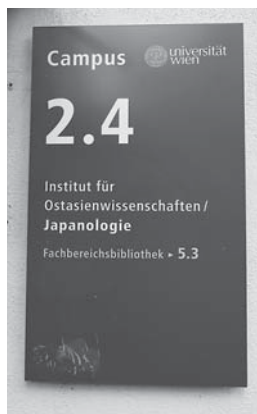 Campus universität
wien
2.4
Institut für
Ostasienwissenschaften/
Japanologie
Fachbereichsbibliothek ▸ 5.3